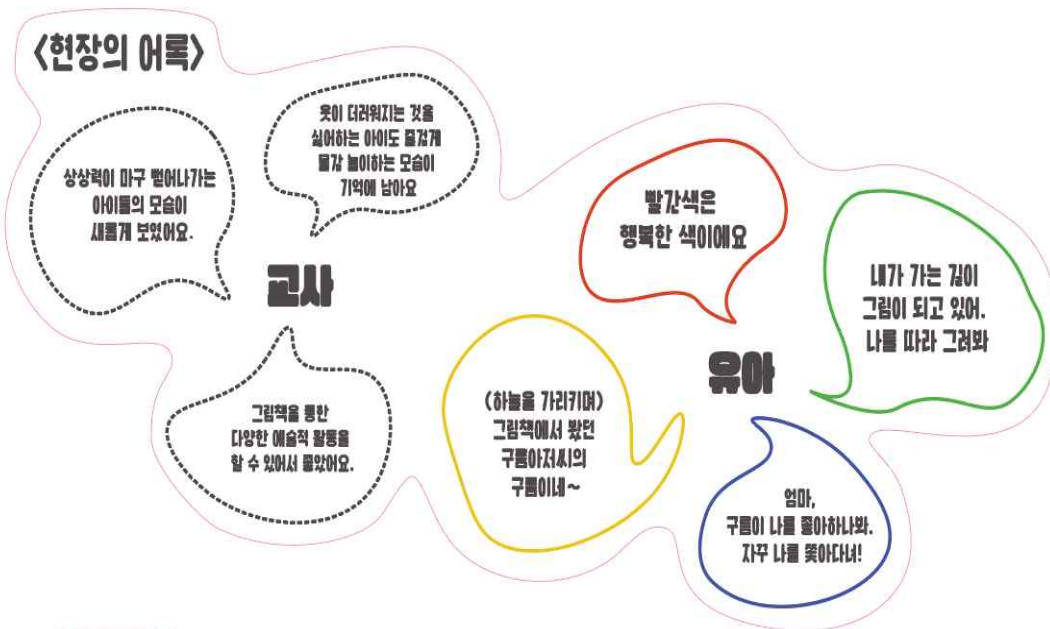 <현장의 어록>
상상력이 마구 뻗어나가는
아이들의 모습이
새롭게 보였어요.
옷이 더러워지는 것을
싫어하는 아이도 즐겁게
물감 놀이하는 모습이
기억에 남아요
교사
그림책을 통한
다양한 예술적 활동을
할 수 있어서 좋았어요.
빨간색은
행복한 색이에요
내가 가는 길이
그림이 되고 있어.
나를 따라 그려봐
유아
(하늘을 가리키며)
그림책에서 봤던
구름아저씨의
구름이네~
엄마,
구름이 나를 좋아하나봐.
자꾸 나를 쫓아다녀!